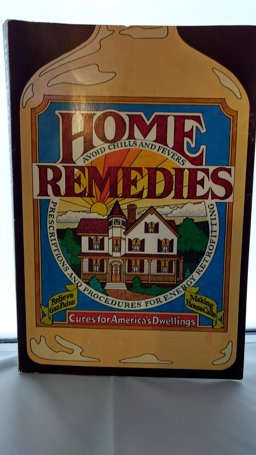 HOME
AVOID CHILLS AND FEVERS
REMEDIES
PRESCRIPTIONS AND PROCEDURES FOR ENERGY RETROFITTING
Relieve
Gas Pains
Making
House Calls
Cures for America's Dwellings